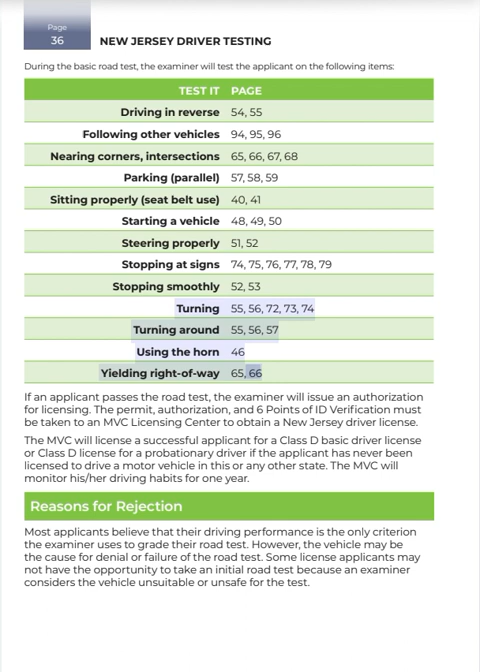 Page
36
NEW JERSEY DRIVER TESTING
During the basic road test, the examiner will test the applicant on the following items:
TEST IT PAGE
Driving in reverse 54, 55
Following other vehicles 94, 95, 96
Nearing corners, intersections 65, 66, 67, 68
Parking (parallel) 57, 58, 59
Sitting properly (seat belt use) 40, 41
Starting a vehicle 48, 49, 50
Steering properly 51, 52
Stopping at signs 74, 75, 76, 77, 78, 79
Stopping smoothly 52, 53
Turning 55, 56, 72, 73, 74
Turning around 55, 56, 57
Using the horn 46
Yielding right-of-way 65, 66
If an applicant passes the road test, the examiner will issue an authorization
for licensing. The permit, authorization, and 6 Points of ID Verification must
be taken to an MVC Licensing Center to obtain a New Jersey driver license.
The MVC will license a successful applicant for a Class D basic driver license
or Class D license for a probationary driver if the applicant has never been
licensed to drive a motor vehicle in this or any other state. The MVC will
monitor his/her driving habits for one year.
Reasons for Rejection
Most applicants believe that their driving performance is the only criterion
the examiner uses to grade their road test. However, the vehicle may be
the cause for denial or failure of the road test. Some license applicants may
not have the opportunity to take an initial road test because an examiner
considers the vehicle unsuitable or unsafe for the test.